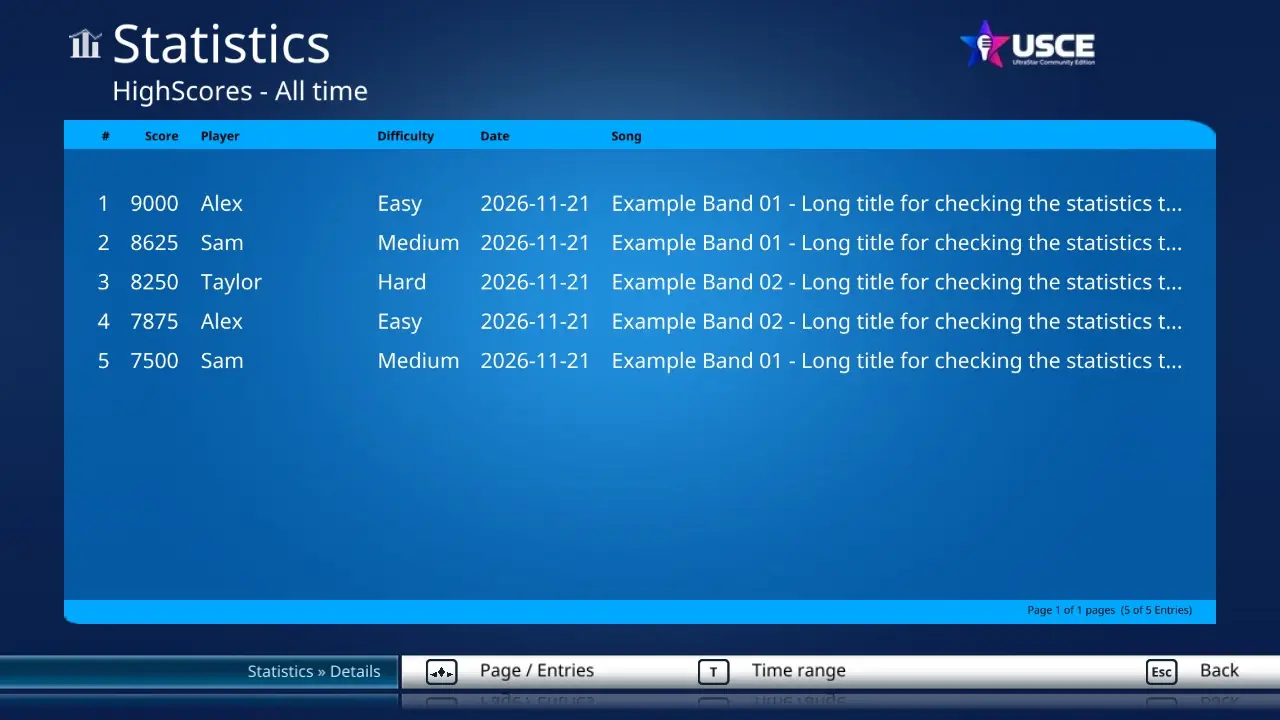 Statistics
HighScores - All time
USCE
UltraStar Community Edition
# Score Player Difficulty Date Song
1 9000 Alex Easy 2026-11-21 Example Band 01 - Long title for checking the statistics t...
2 8625 Sam Medium 2026-11-21 Example Band 01 - Long title for checking the statistics t...
3 8250 Taylor Hard 2026-11-21 Example Band 02 - Long title for checking the statistics t...
4 7875 Alex Easy 2026-11-21 Example Band 02 - Long title for checking the statistics t...
5 7500 Sam Medium 2026-11-21 Example Band 01 - Long title for checking the statistics t...
Page 1 of 1 pages (5 of 5 Entries)
Statistics » Details Page / Entries T Time range Esc Back